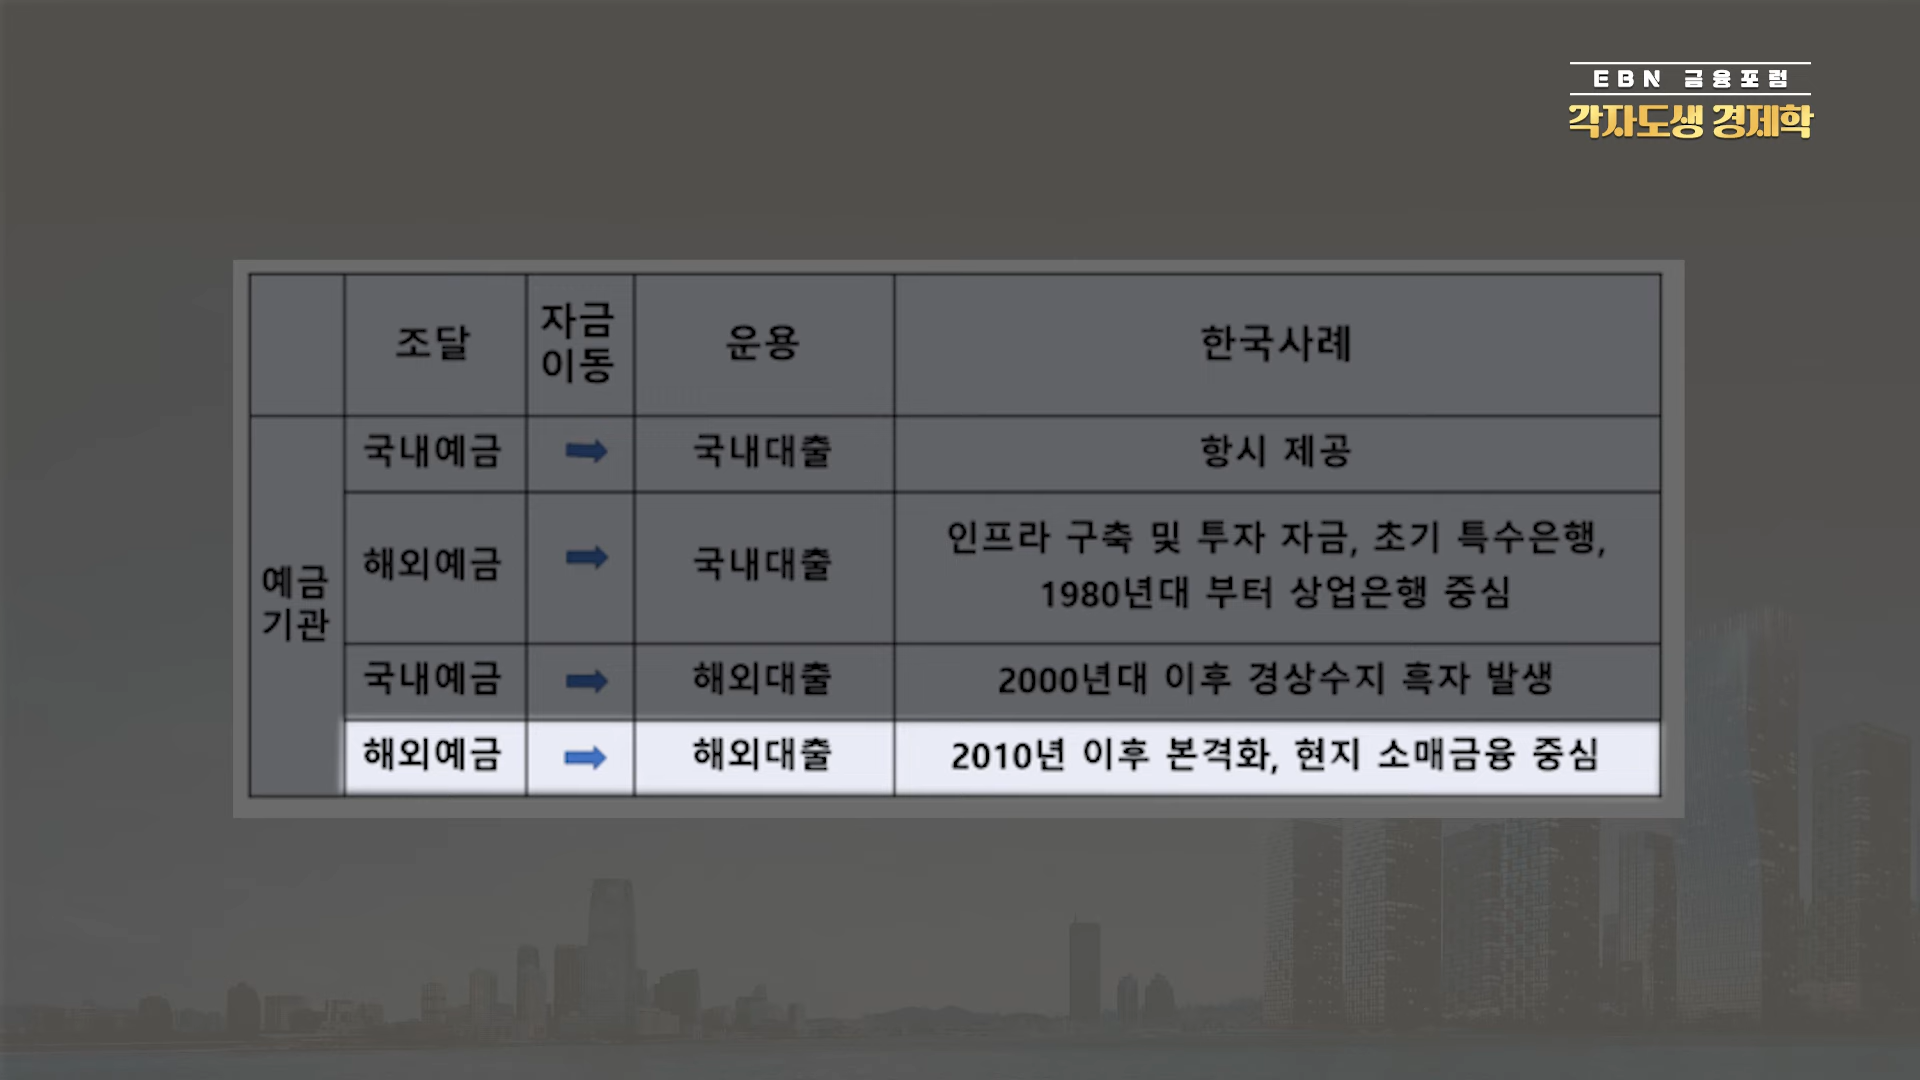 EBN 금융포럼
각자도생 경제학
조달
자금
이동
운용
한국사례
예금
기관
국내예금
국내대출
항시 제공
해외예금
국내대출
인프라 구축 및 투자 자금, 초기 특수은행,
1980년대 부터 상업은행 중심
국내예금
해외대출
2000년대 이후 경상수지 흑자 발생
해외예금
해외대출
2010년 이후 본격화, 현지 소매금융 중심